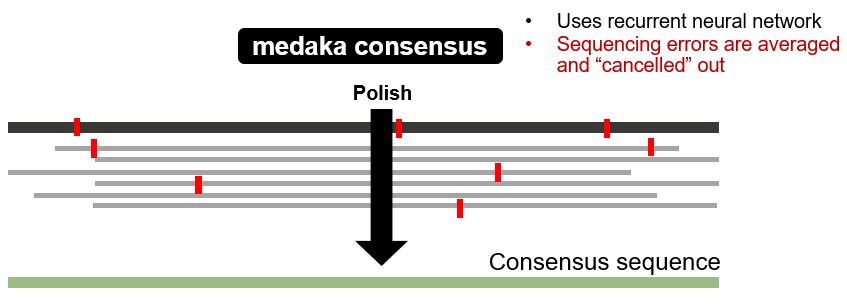 medaka consensus
• Uses recurrent neural network
• Sequencing errors are averaged
and “cancelled” out
Polish
Consensus sequence